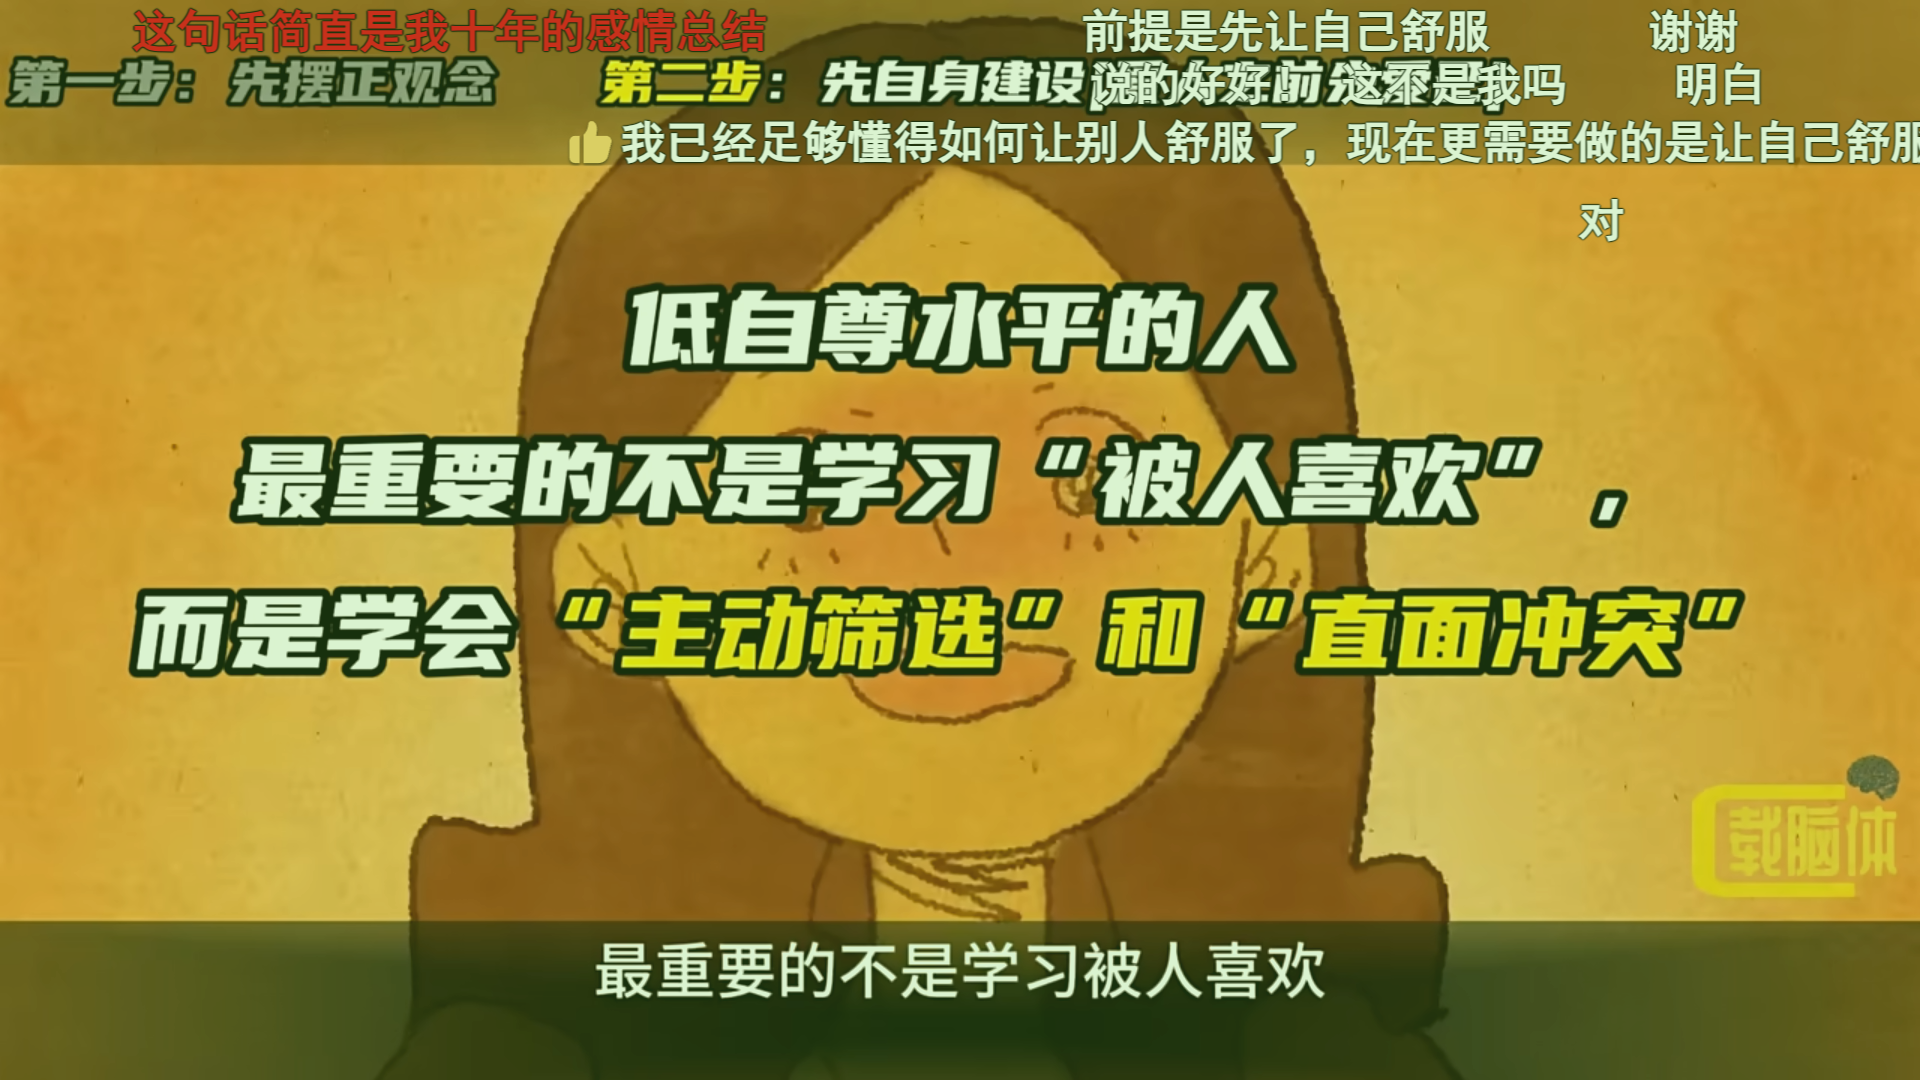 这句话简直是我十年的感情总结
前提是先让自己舒服
谢谢
第一步：先摆正观念
第二步：先自身建设
说的好好！
这不是我吗
明白
我已经足够懂得如何让别人舒服了，现在更需要做的是让自己舒服
对
低自尊水平的人
最重要的不是学习“被人喜欢”，
而是学会“主动筛选”和“直面冲突”
载脑体
最重要的不是学习被人喜欢